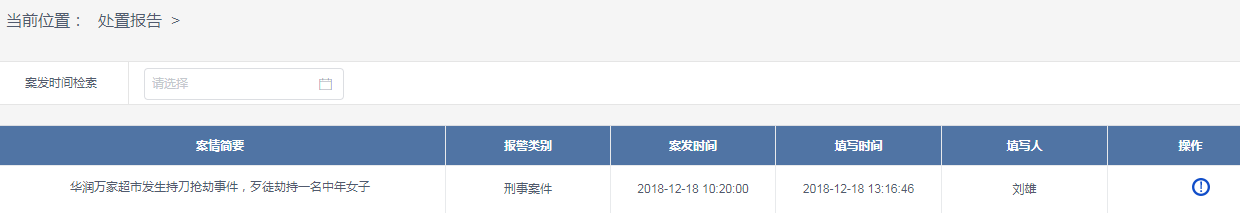 当前位置： 处置报告 >
案发时间检索 请选择
案情简要 报警类别 案发时间 填写时间 填写人 操作
华润万家超市发生持刀抢劫事件，歹徒劫持一名中年女子 刑事案件 2018-12-18 10:20:00 2018-12-18 13:16:46 刘雄